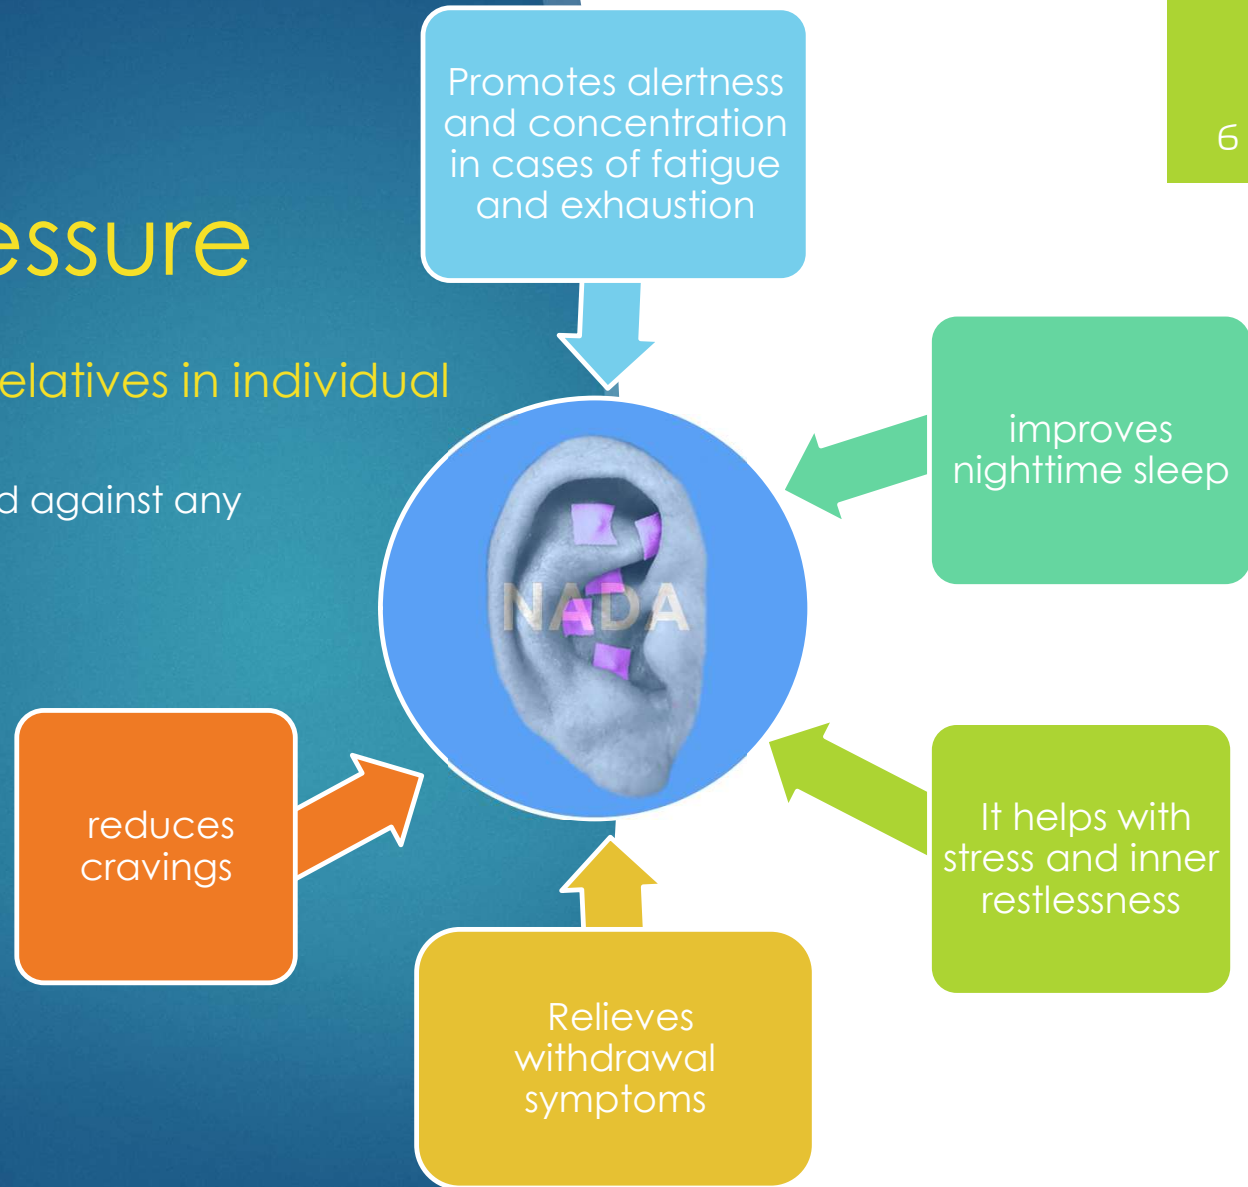 essure
elatives in individual
d against any
Promotes alertness
and concentration
in cases of fatigue
and exhaustion
6
improves
nighttime sleep
NADA
It helps with
stress and inner
restlessness
Relieves
withdrawal
symptoms
reduces
cravings